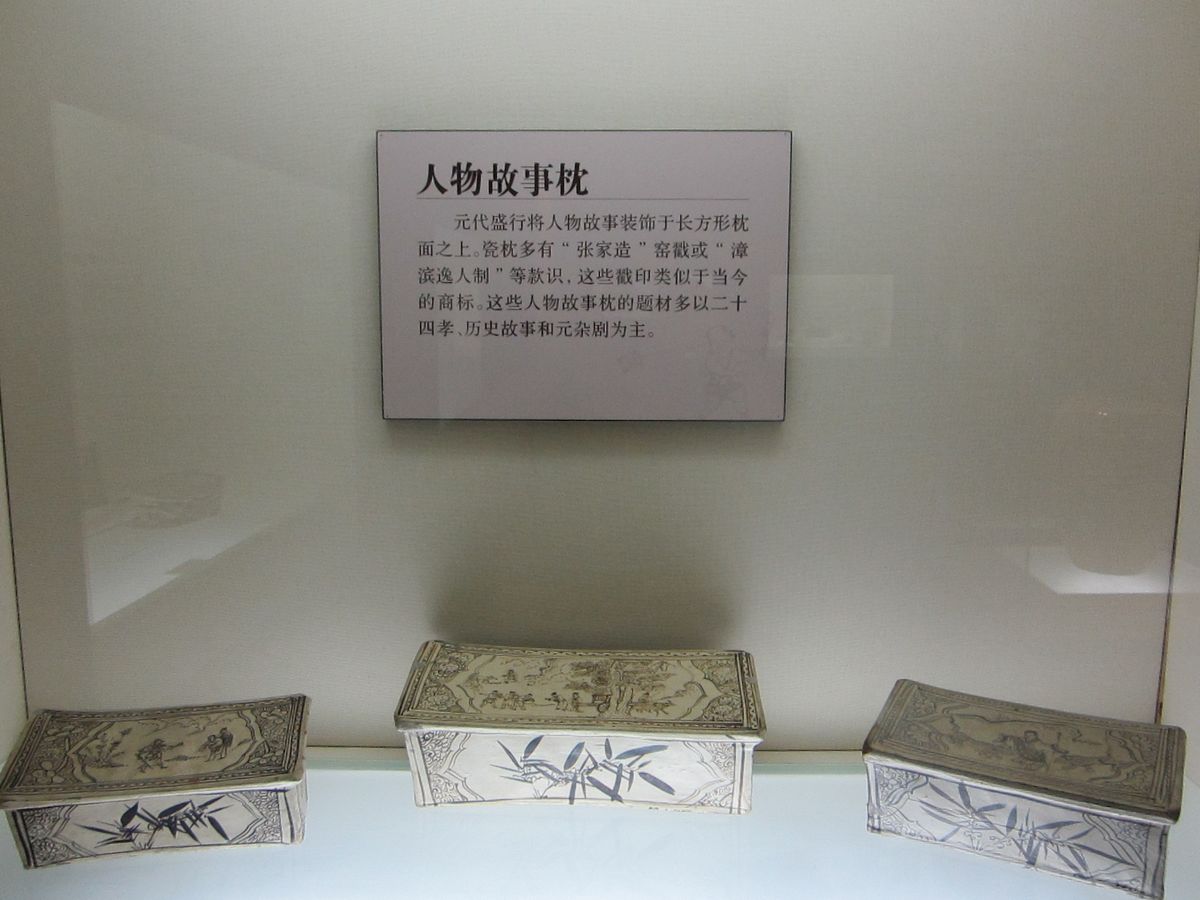 人物故事枕
元代盛行将人物故事装饰于长方形枕
面之上。瓷枕多有“张家造”窑戳或“漳
滨逸人制”等款识,这些戳印类似于当今
的商标。这些人物故事枕的题材多以二十
四孝、历史故事和元杂剧为主。